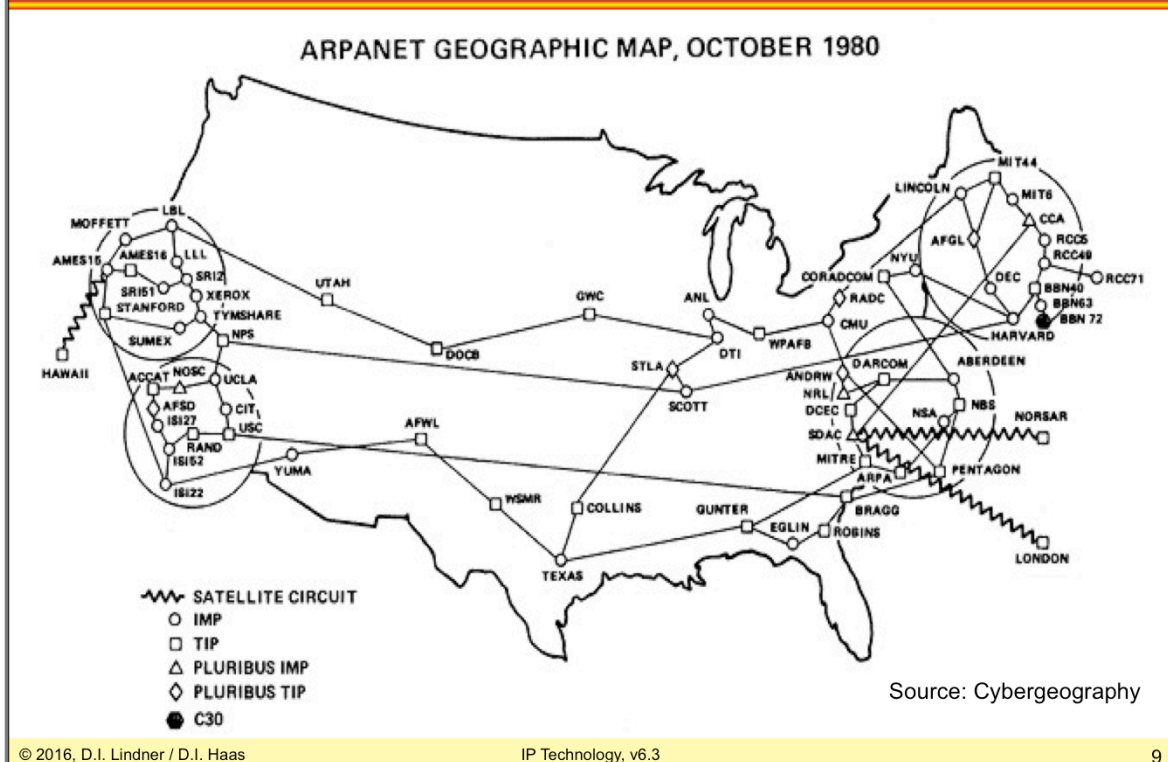 ARPANET GEOGRAPHIC MAP, OCTOBER 1980
MIT44
LINCOLN
MIT6
CCA
LBL
MOFFETT
AFGL
RCC5
AMES15
AMES16
LLL
NYU
RCC49
SRI2
CORADCOM
DEC
RCC71
SRI51
UTAH
BBN40
XEROX
GWC
ANL
RADC
STANFORD
BBN63
TYMSHARE
CMU
BBN 72
SUMEX
NPS
HARVARD
DOCB
DTI
WPAFB
HAWAII
STLA
DARCOM
ABERDEEN
ACCAT
NOSC
UCLA
ANDRW
NRL
SCOTT
AFSD
CIT
DCEC
NSA
NBS
NORSAR
ISI27
AFWL
USC
SDAC
RAND
ISI52
MITRE
YUMA
PENTAGON
ARPA
ISI22
WSMR
COLLINS
GUNTER
BRAGG
EGLIN
ROBINS
LONDON
TEXAS
SATELLITE CIRCUIT
IMP
TIP
PLURIBUS IMP
PLURIBUS TIP
C30
Source: Cybergeography
© 2016, D.I. Lindner / D.I. Haas
IP Technology, v6.3
9